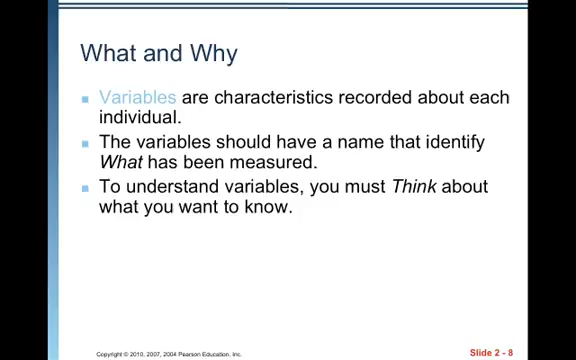 What and Why
Variables are characteristics recorded about each
individual.
The variables should have a name that identify
What has been measured.
To understand variables, you must Think about
what you want to know.
Copyright © 2010, 2007, 2004 Pearson Education, Inc.
Slide 2 - 8